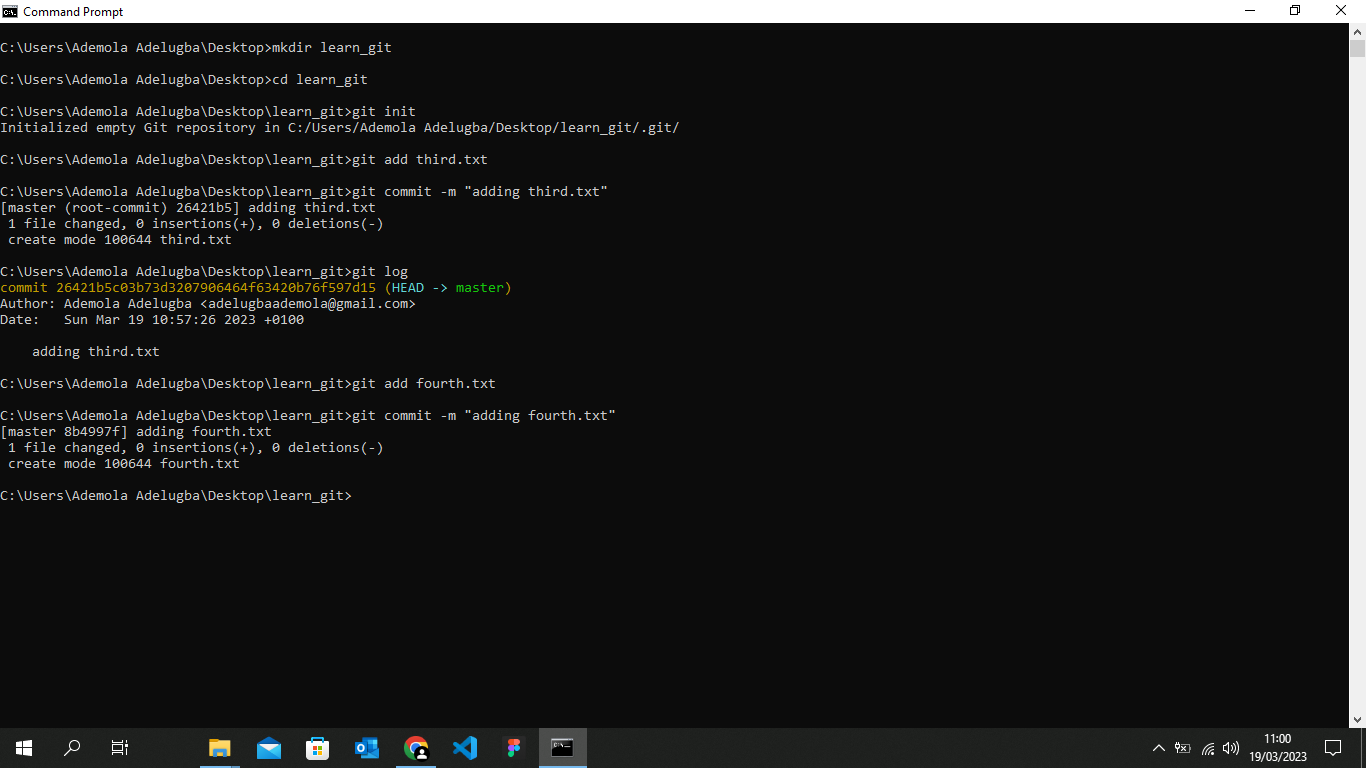 Command Prompt
C:\Users\Ademola Adelugba\Desktop>mkdir learn_git
C:\Users\Ademola Adelugba\Desktop>cd learn_git
C:\Users\Ademola Adelugba\Desktop\learn_git>git init
Initialized empty Git repository in C:/Users/Ademola Adelugba/Desktop/learn_git/.git/
C:\Users\Ademola Adelugba\Desktop\learn_git>git add third.txt
C:\Users\Ademola Adelugba\Desktop\learn_git>git commit -m "adding third.txt"
[master (root-commit) 26421b5] adding third.txt
 1 file changed, 0 insertions(+), 0 deletions(-)
 create mode 100644 third.txt
C:\Users\Ademola Adelugba\Desktop\learn_git>git log
commit 26421b5c03b73d3207906464f63420b76f597d15 (HEAD -> master)
Author: Ademola Adelugba <adelugbaademola@gmail.com>
Date:   Sun Mar 19 10:57:26 2023 +0100
    adding third.txt
C:\Users\Ademola Adelugba\Desktop\learn_git>git add fourth.txt
C:\Users\Ademola Adelugba\Desktop\learn_git>git commit -m "adding fourth.txt"
[master 8b4997f] adding fourth.txt
 1 file changed, 0 insertions(+), 0 deletions(-)
 create mode 100644 fourth.txt
C:\Users\Ademola Adelugba\Desktop\learn_git>
11:00
19/03/2023